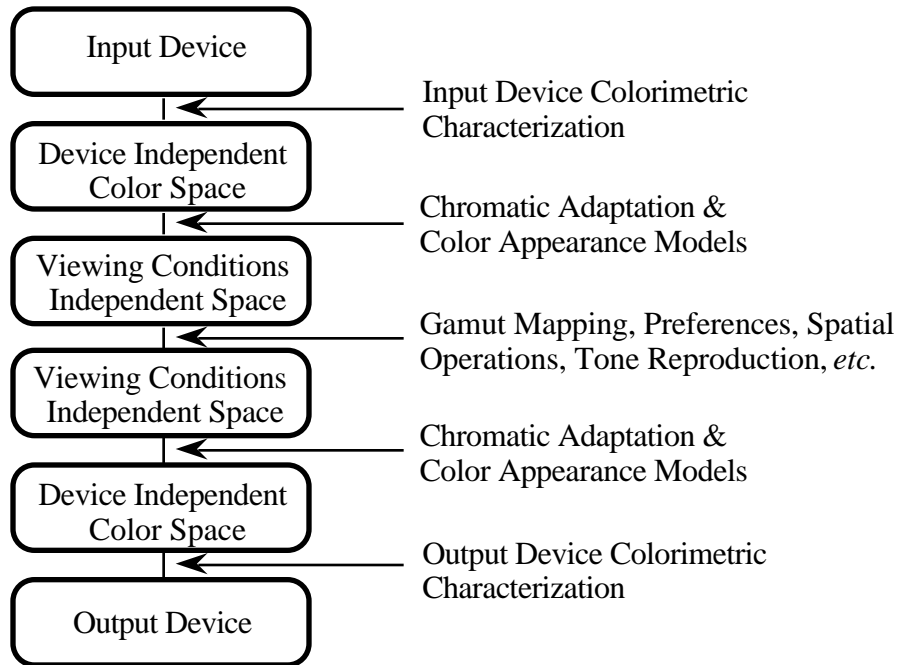 Input Device
Input Device Colorimetric
Characterization
Device Independent
Color Space
Chromatic Adaptation &
Color Appearance Models
Viewing Conditions
Independent Space
Gamut Mapping, Preferences, Spatial
Operations, Tone Reproduction, etc.
Viewing Conditions
Independent Space
Chromatic Adaptation &
Color Appearance Models
Device Independent
Color Space
Output Device Colorimetric
Characterization
Output Device